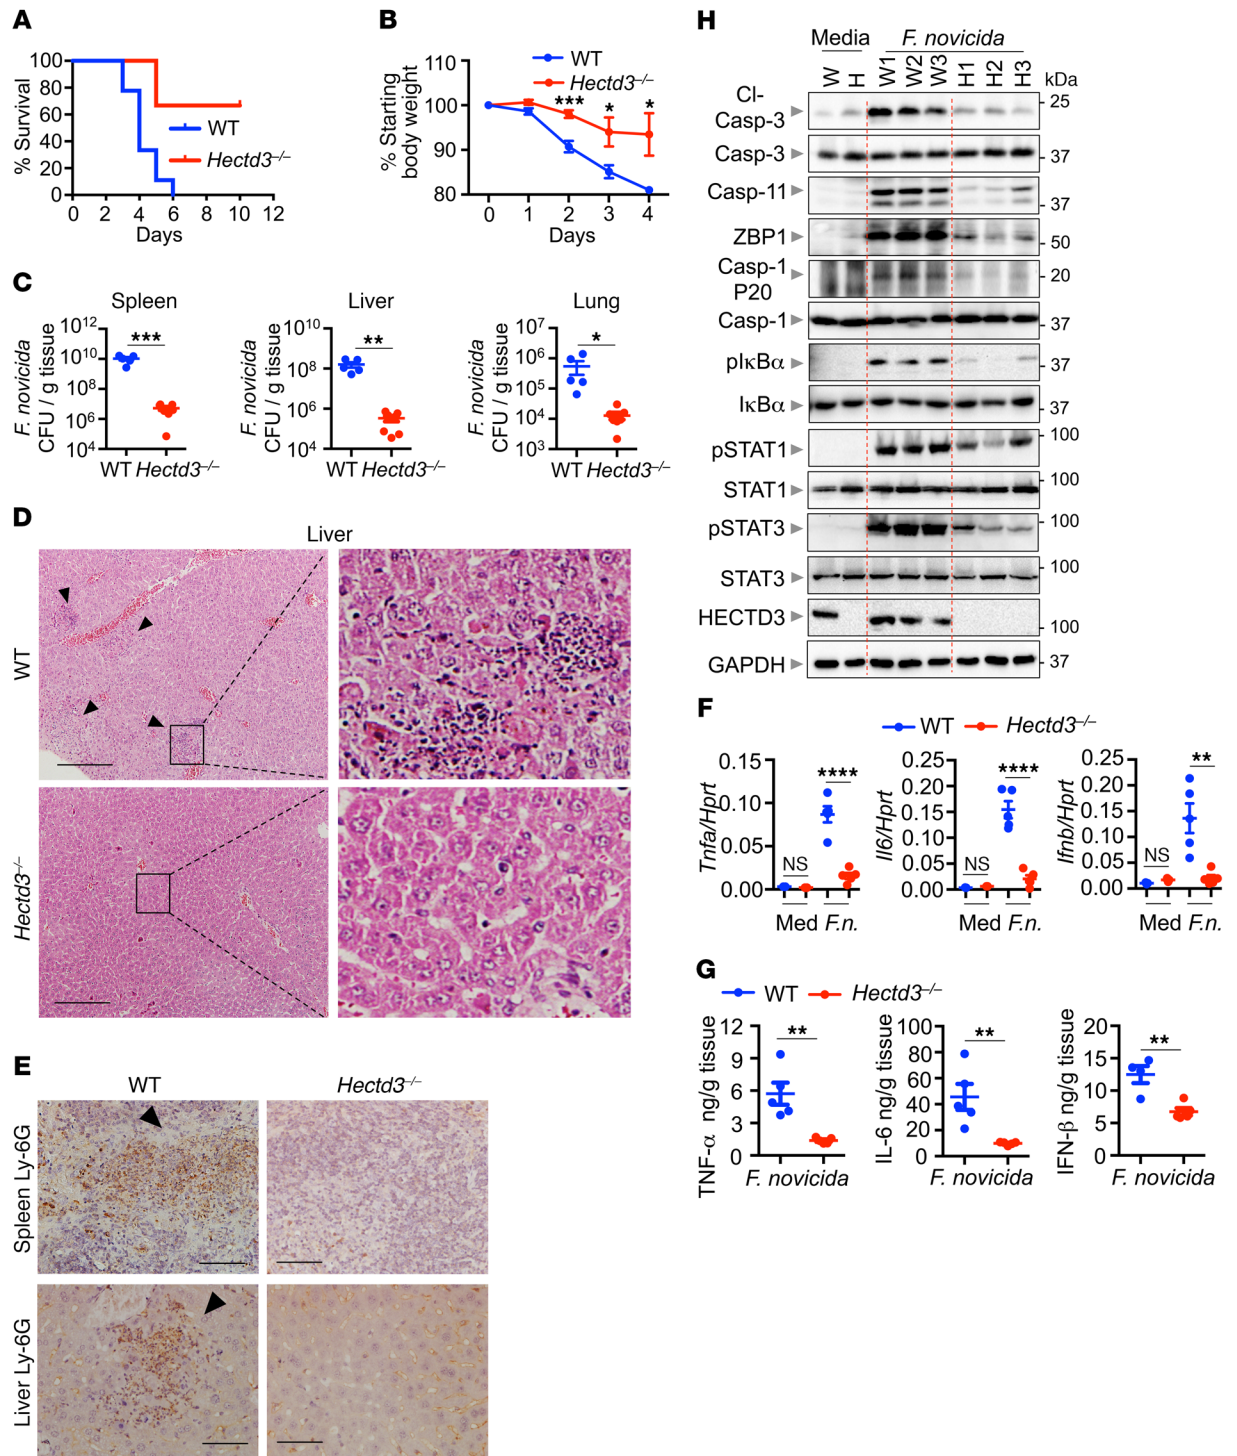 A
% Survival
100
80
60
40
20
0
0 2 4 6 8 10 12
Days
WT
Hectd3–/–
B
WT
Hectd3–/–
% Starting
body weight
110
100
90
80
*** * *
0 1 2 3 4
Days
C
Spleen
F. novicida
CFU / g tissue
10¹²
10¹⁰
10⁸
10⁶
10⁴
***
WT Hectd3–/–
Liver
F. novicida
CFU / g tissue
10¹⁰
10⁸
10⁶
10⁴
**
WT Hectd3–/–
Lung
F. novicida
CFU / g tissue
10⁷
10⁶
10⁵
10⁴
10³
*
WT Hectd3–/–
D
Liver
WT
Hectd3–/–
E
WT Hectd3–/–
Spleen Ly-6G
Liver Ly-6G
H
Media F. novicida
W H W1 W2 W3 H1 H2 H3 kDa
Cl-
Casp-3 25
Casp-3 37
Casp-11 37
ZBP1 50
Casp-1
P20 20
Casp-1 37
pIκBα 37
IκBα 37
pSTAT1 100
STAT1 100
pSTAT3 100
STAT3 100
HECTD3 100
GAPDH 37
F
WT Hectd3–/–
Tnfa/Hprt
0.15
0.10
0.05
0.00
NS ****
Med F.n.
Il6/Hprt
0.25
0.20
0.15
0.10
0.05
0.00
NS ****
Med F.n.
Ifnb/Hprt
0.25
0.20
0.15
0.10
0.05
0.00
NS **
Med F.n.
G
WT Hectd3–/–
TNF-α ng/g tissue
12
9
6
3
0
**
F. novicida
IL-6 ng/g tissue
100
80
60
40
20
0
**
F. novicida
IFN-β ng/g tissue
20
15
10
5
0
**
F. novicida